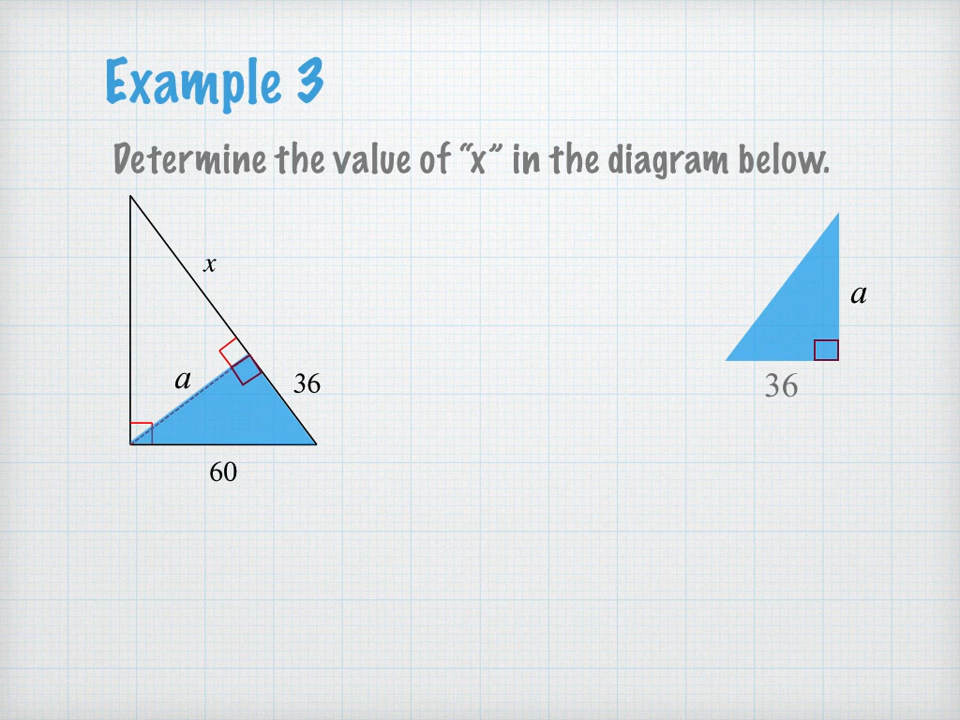 Example 3
Determine the value of “x” in the diagram below.
x
a
36
60
a
36